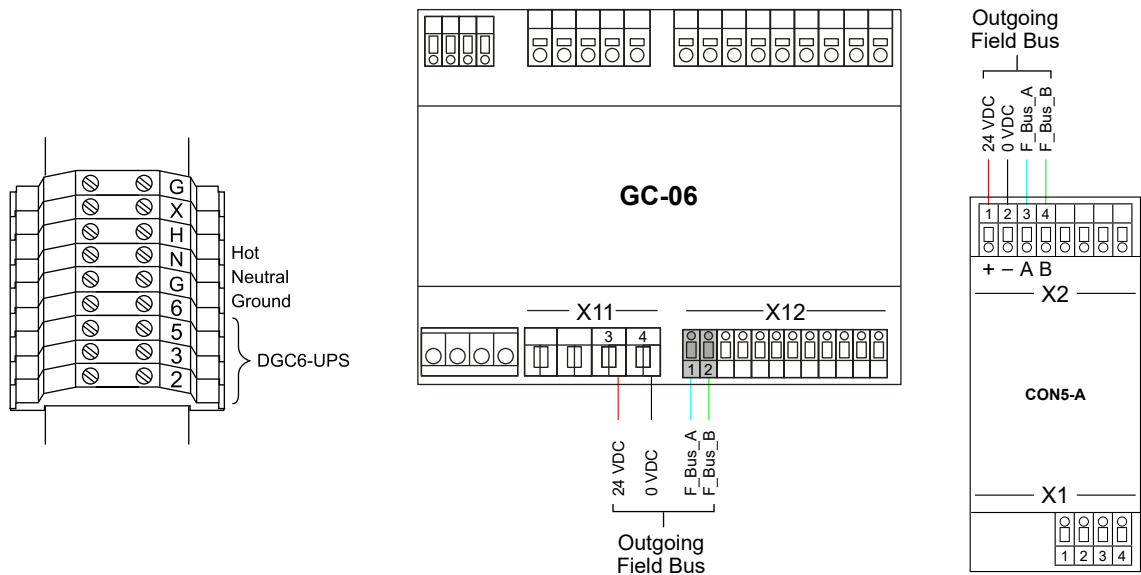 G
X
H
N
G
6
5
3
2
Hot
Neutral
Ground
DGC6-UPS
GC-06
X11
3
4
X12
1
2
24 VDC
0 VDC
F_Bus_A
F_Bus_B
Outgoing
Field Bus
Outgoing
Field Bus
24 VDC
0 VDC
F_Bus_A
F_Bus_B
1 2 3 4
+ – A B
X2
CON5-A
X1
1 2 3 4